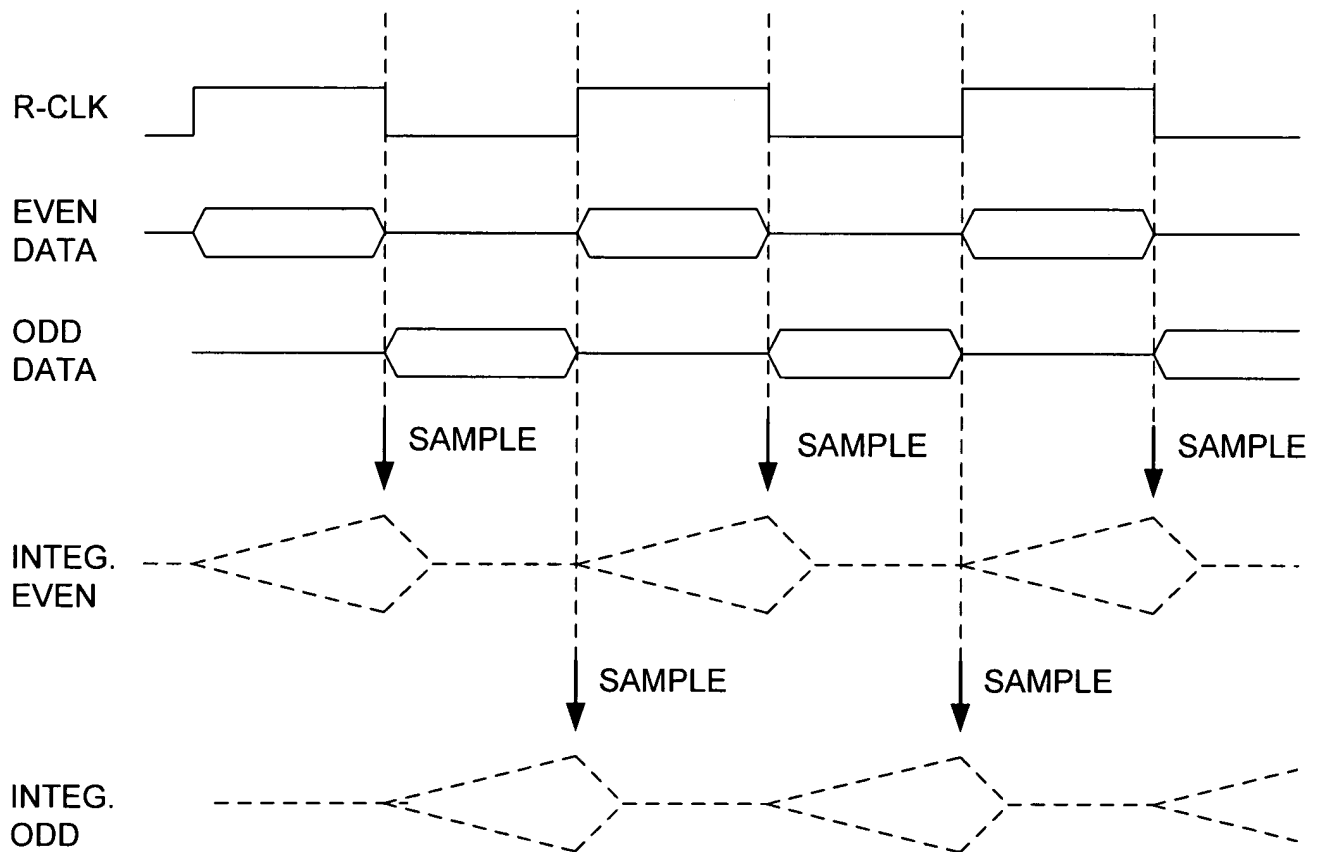 R-CLK
EVEN
DATA
ODD
DATA
SAMPLE
SAMPLE
SAMPLE
INTEG.
EVEN
SAMPLE
SAMPLE
INTEG.
ODD